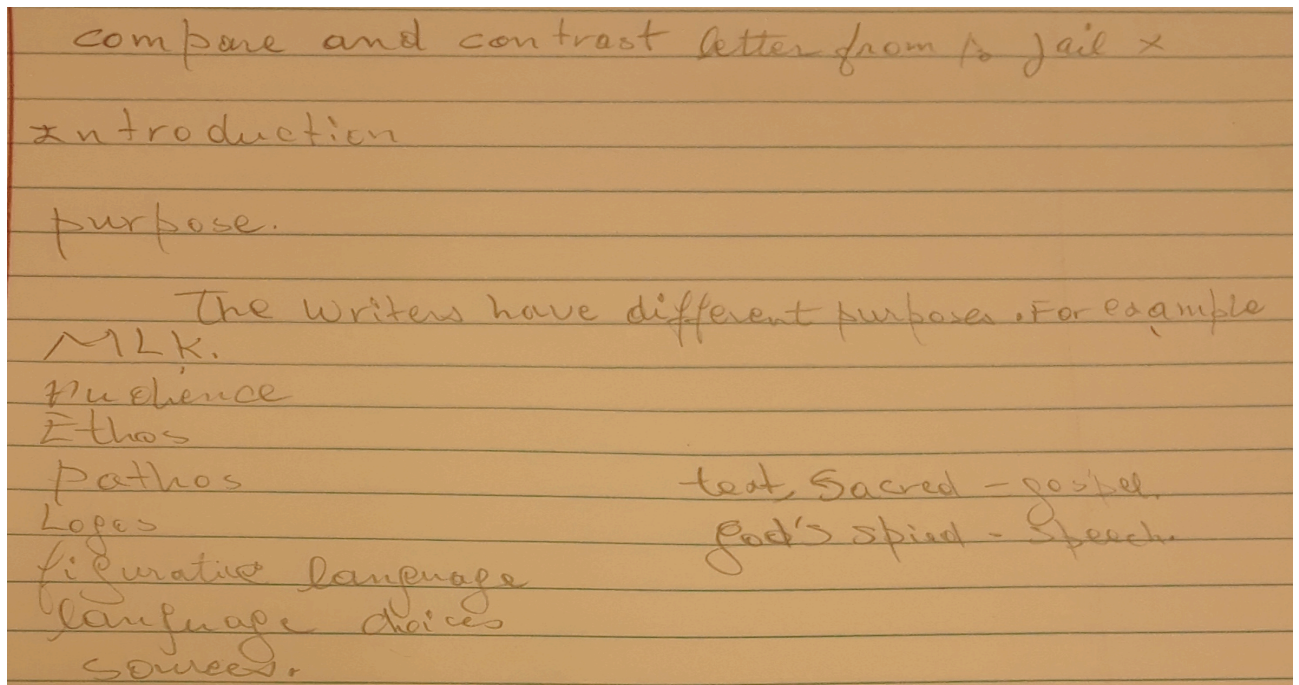 compare and contrast letter from B jail x
Introduction
purpose.
The writers have different purposes. For example
MLK.
Audience
Ethos
pathos
text, Sacred - gospel.
Logos
god's - speech.
figurative language
language choices
sources.